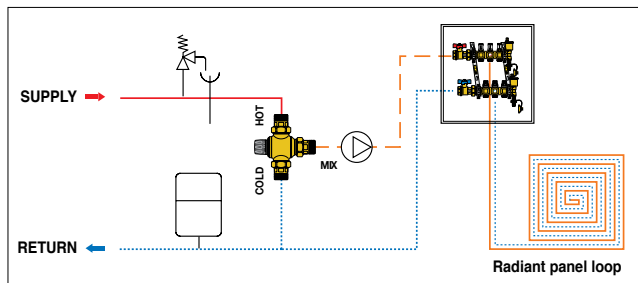 SUPPLY
HOT
MIX
COLD
RETURN
Radiant panel loop